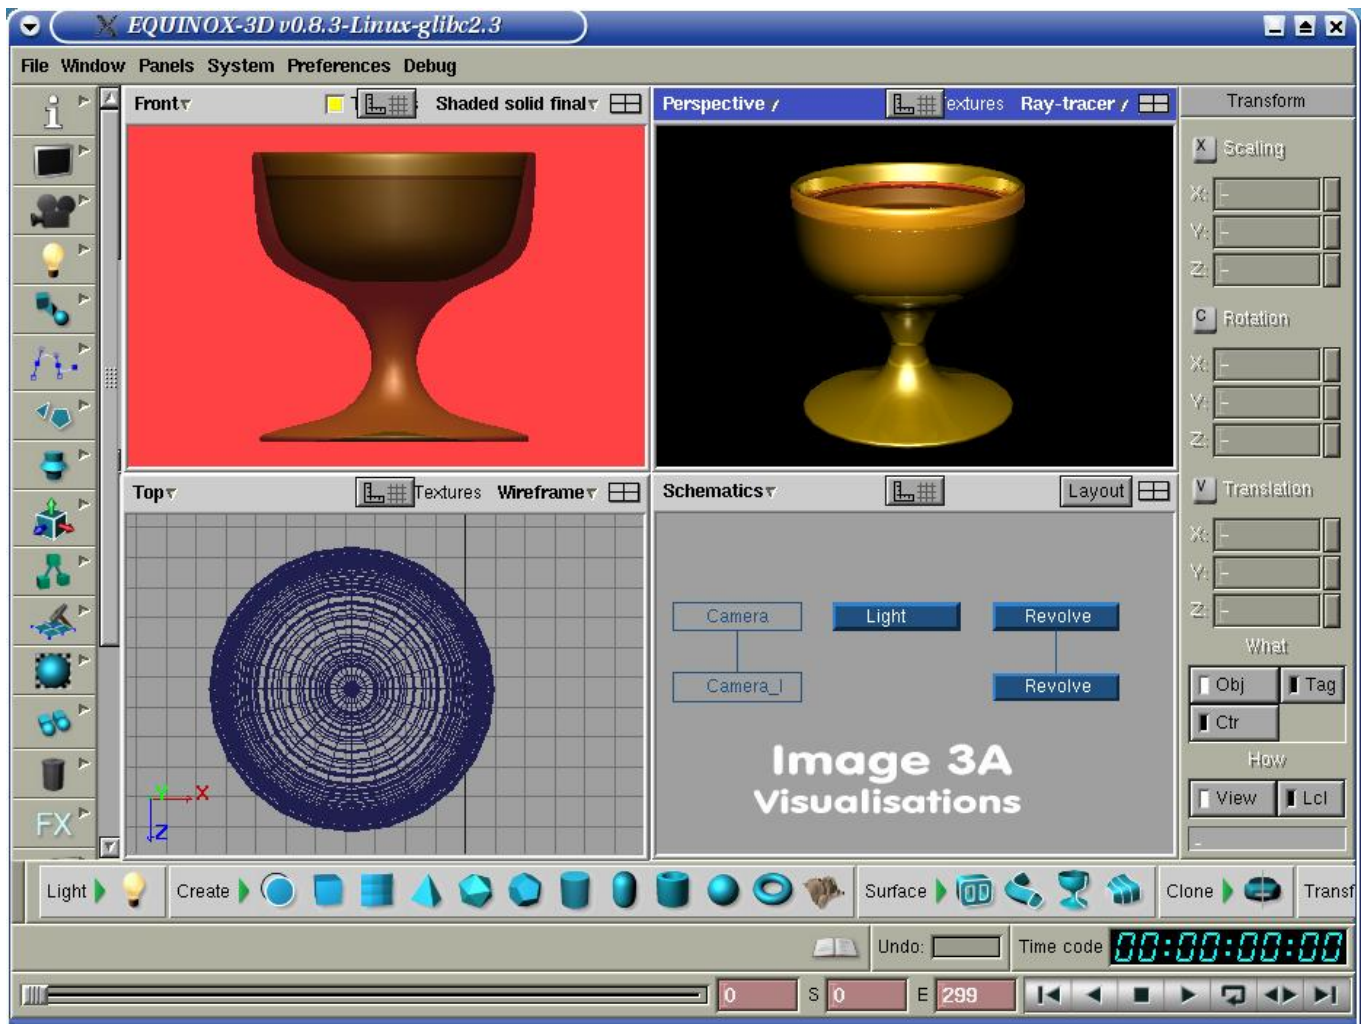 EQUINOX-3D v0.8.3-Linux-glibc2.3
File Window Panels System Preferences Debug
Front Shaded solid final
Perspective Ray-tracer
Transform
X Scaling
X:
Y:
Z:
C Rotation
X:
Y:
Z:
Top Textures Wireframe
Schematics Layout
V Translation
X:
Y:
Z:
Camera Light Revolve
Camera_I Revolve
Image 3A
Visualisations
What
Obj Tag
Ctr
How
View Lcl
X
Y
Z
FX
Light Create Surface Clone
Undo: Time code 00:00:00:00
0 S 0 E 299